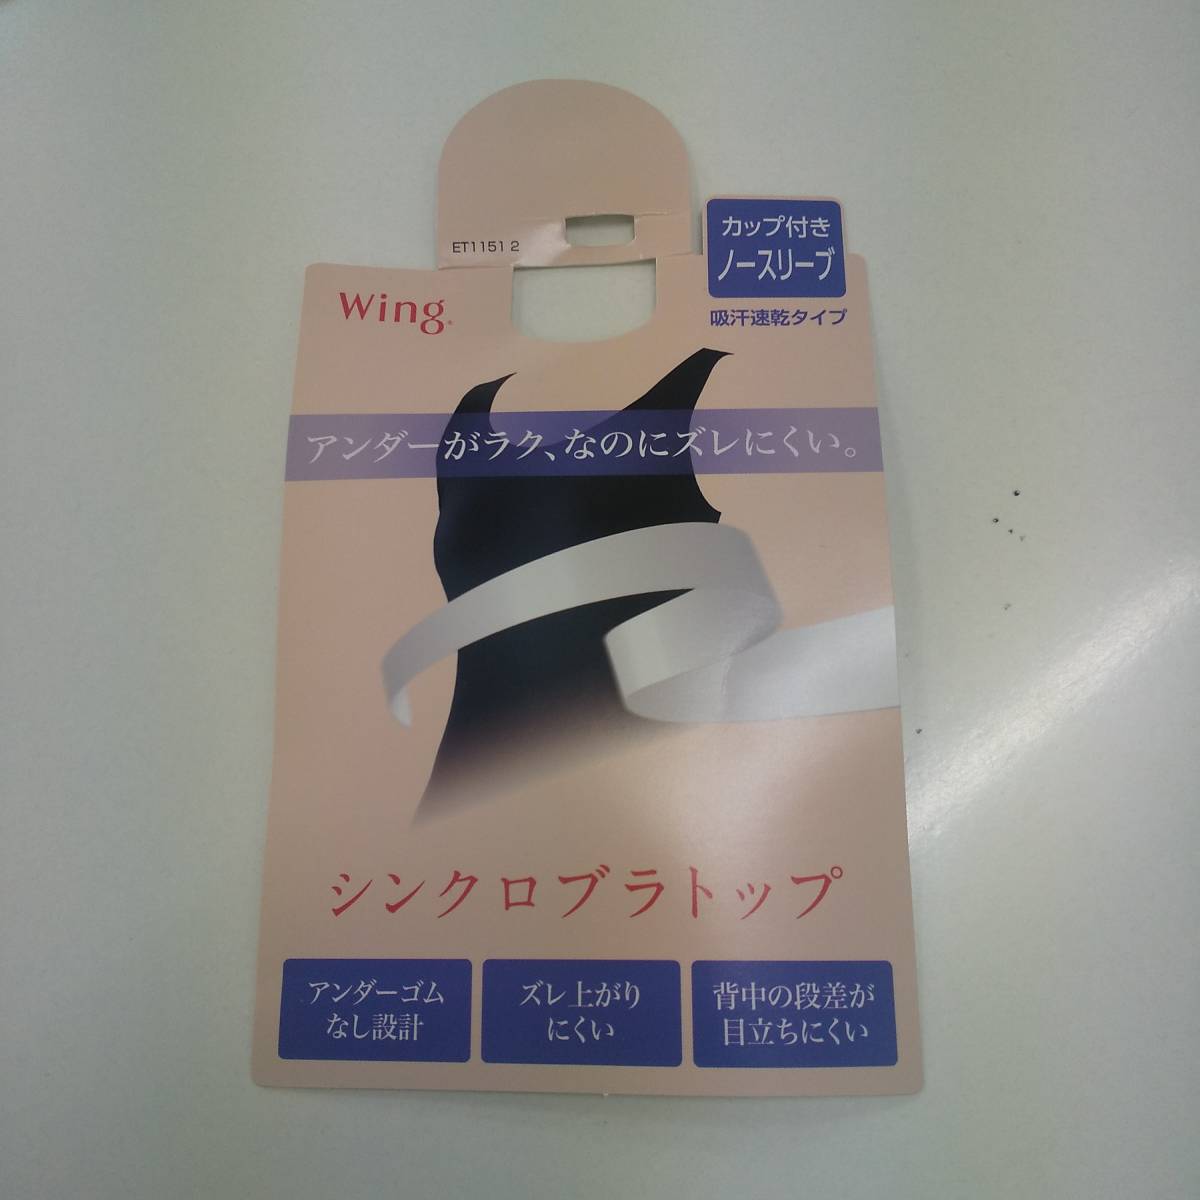 ET1151 2
カップ付き
ノースリーブ
吸汗速乾タイプ
Wing®
アンダーがラク、なのにズレにくい。
シンクロブラトップ
アンダーゴム
なし設計
ズレ上がり
にくい
背中の段差が
目立ちにくい